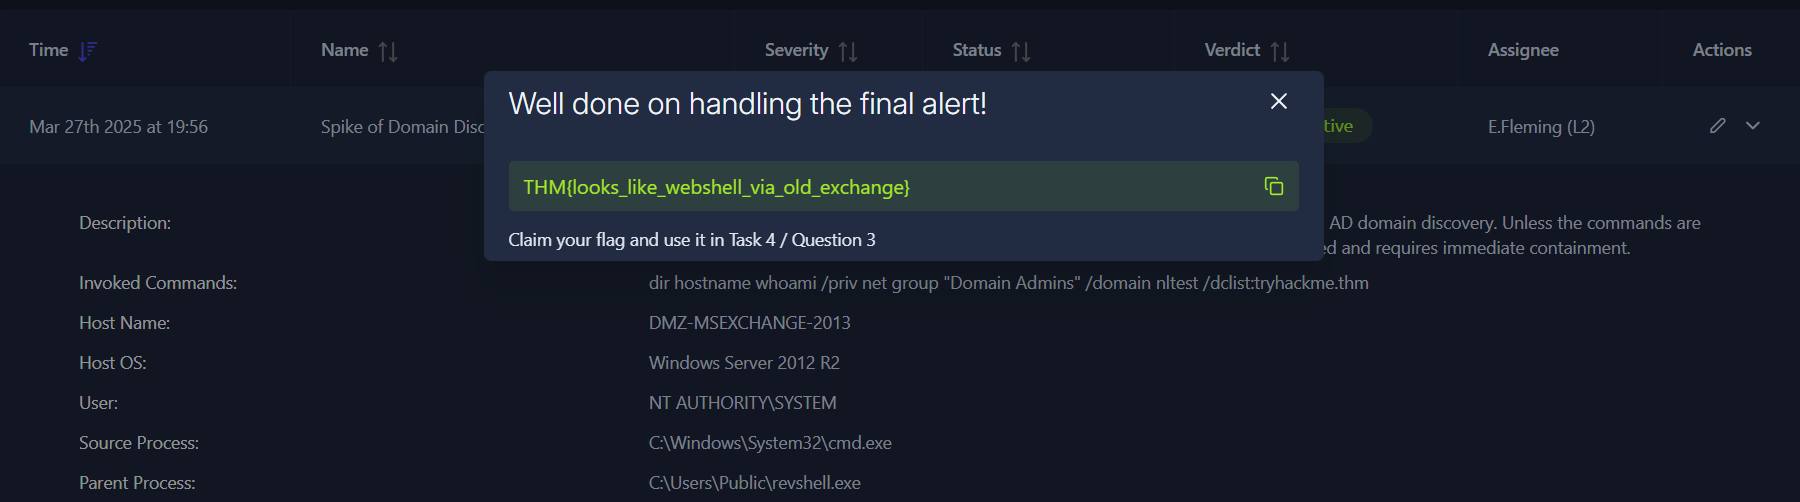 Time Name Severity Status Verdict Assignee Actions
Well done on handling the final alert!
Mar 27th 2025 at 19:56 Spike of Domain Disc tive E.Fleming (L2)
THM{looks_like_webshell_via_old_exchange}
Description: AD domain discovery. Unless the commands are
Claim your flag and use it in Task 4 / Question 3
ed and requires immediate containment.
Invoked Commands: dir hostname whoami /priv net group "Domain Admins" /domain nltest /dclist:tryhackme.thm
Host Name: DMZ-MSEXCHANGE-2013
Host OS: Windows Server 2012 R2
User: NT AUTHORITY\SYSTEM
Source Process: C:\Windows\System32\cmd.exe
Parent Process: C:\Users\Public\revshell.exe